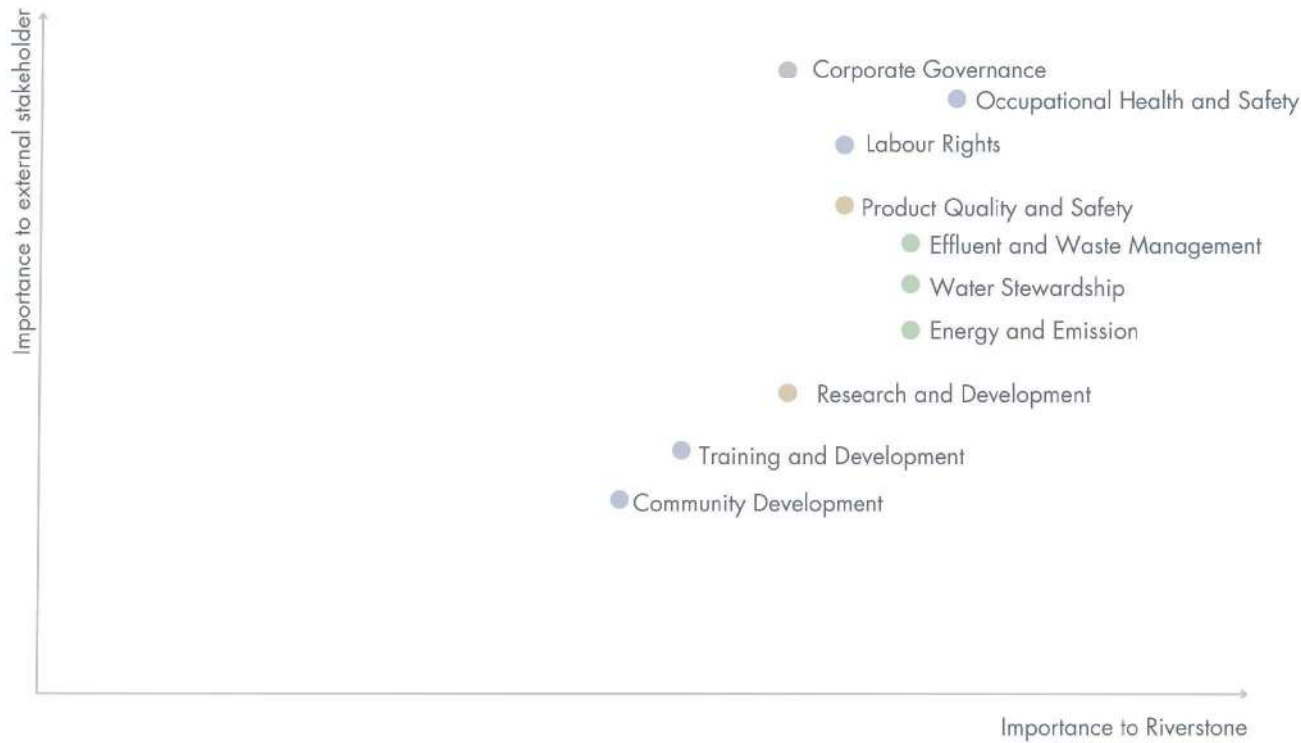 Importance to external stakeholder
Corporate Governance
Occupational Health and Safety
Labour Rights
Product Quality and Safety
Effluent and Waste Management
Water Stewardship
Energy and Emission
Research and Development
Training and Development
Community Development
Importance to Riverstone